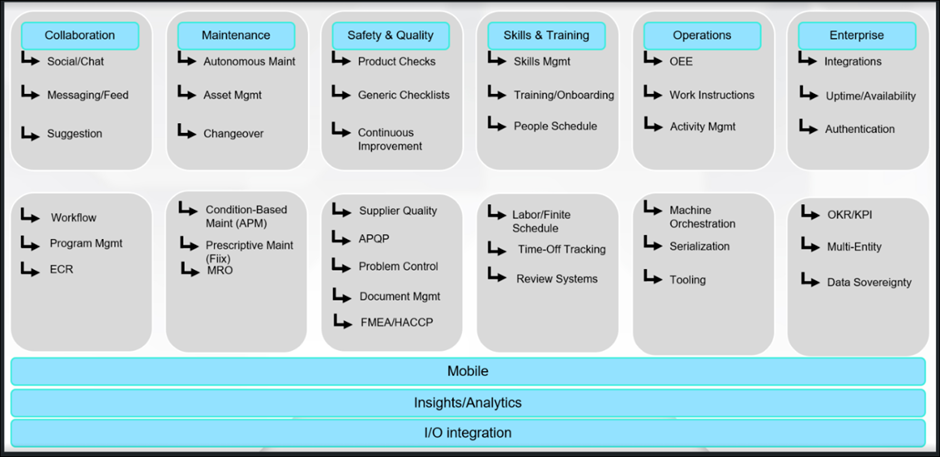 Collaboration
Social/Chat
Messaging/Feed
Suggestion
Maintenance
Autonomous Maint
Asset Mgmt
Changeover
Safety & Quality
Product Checks
Generic Checklists
Continuous
Improvement
Skills & Training
Skills Mgmt
Training/Onboarding
People Schedule
Operations
OEE
Work Instructions
Activity Mgmt
Enterprise
Integrations
Uptime/Availability
Authentication
Workflow
Program Mgmt
ECR
Condition-Based
Maint (APM)
Prescriptive Maint
(Fiix)
MRO
Supplier Quality
APQP
Problem Control
Document Mgmt
FMEA/HACCP
Labor/Finite
Schedule
Time-Off Tracking
Review Systems
Machine
Orchestration
Serialization
Tooling
OKR/KPI
Multi-Entity
Data Sovereignty
Mobile
Insights/Analytics
I/O integration